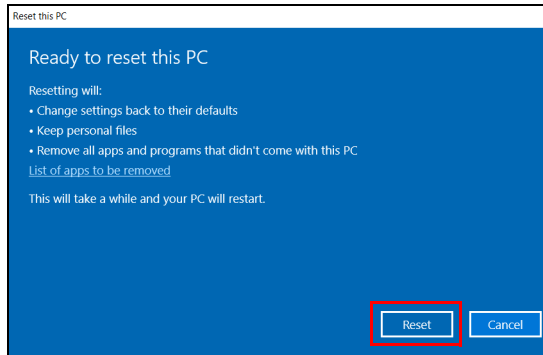 Reset this PC
Ready to reset this PC
Resetting will:
• Change settings back to their defaults
• Keep personal files
• Remove all apps and programs that didn't come with this PC
List of apps to be removed
This will take a while and your PC will restart.
Reset Cancel